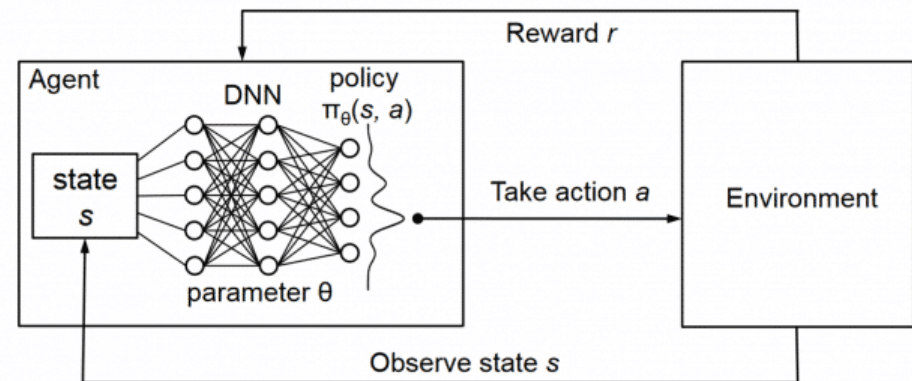 Reward r
Agent
policy
DNN
πθ(s, a)
state
s
Take action a
Environment
parameter θ
Observe state s